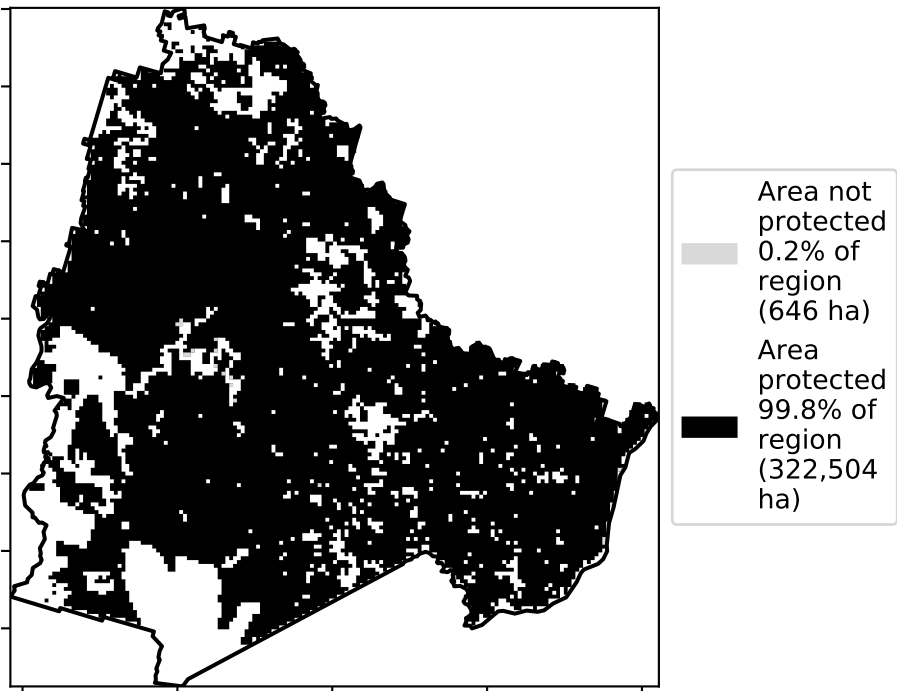 Area not
protected
0.2% of
region
(646 ha)
Area
protected
99.8% of
region
(322,504
ha)